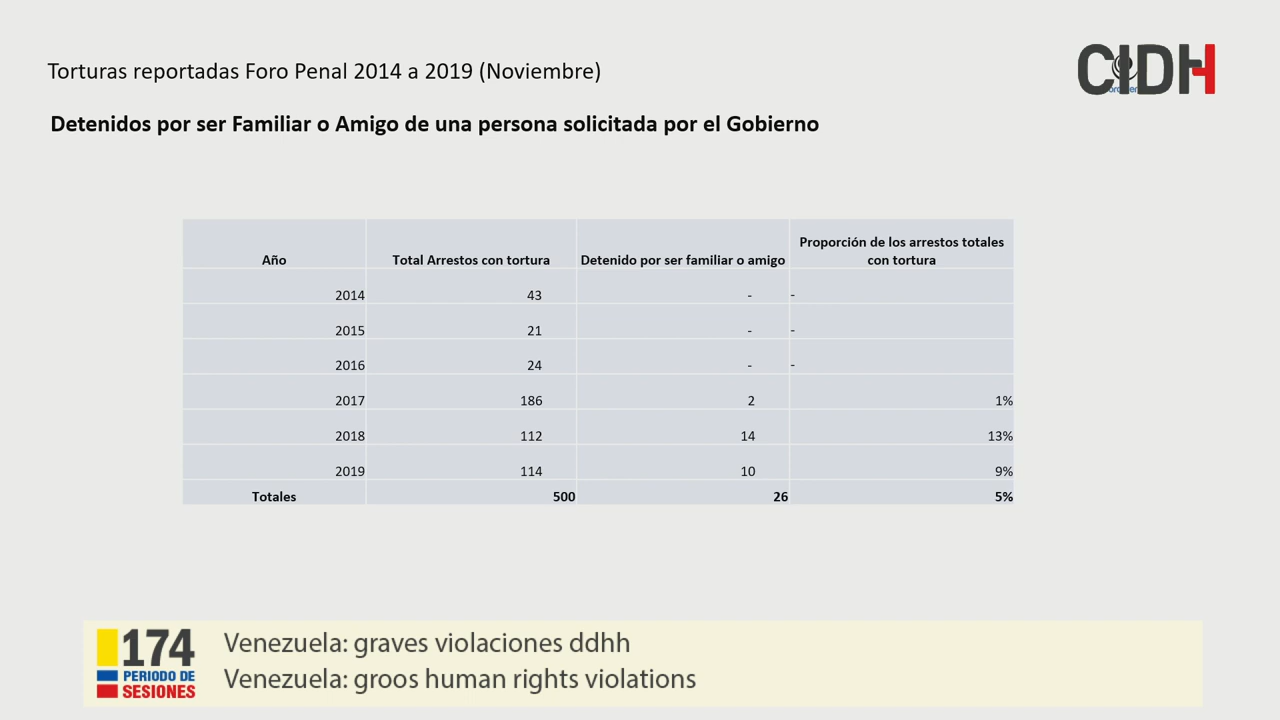 Torturas reportadas Foro Penal 2014 a 2019 (Noviembre)
CIDH
Detenidos por ser Familiar o Amigo de una persona solicitada por el Gobierno
Año Total Arrestos con tortura Detenido por ser familiar o amigo Proporción de los arrestos totales con tortura
2014 43 - -
2015 21 - -
2016 24 - -
2017 186 2 1%
2018 112 14 13%
2019 114 10 9%
Totales 500 26 5%
174
PERIODO DE
SESIONES
Venezuela: graves violaciones ddhh
Venezuela: groos human rights violations